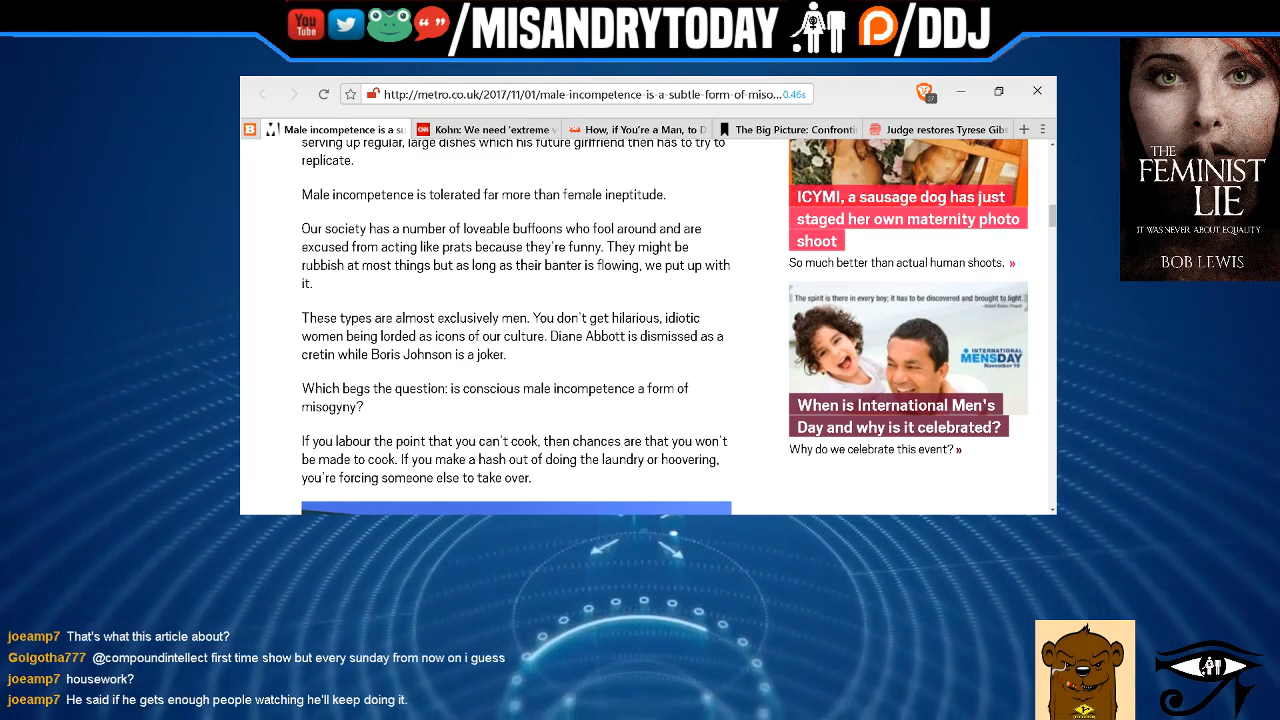 You
Tube
/MISANDRYTODAY
/DDJ
http://metro.co.uk/2017/11/01/male-incompetence-is-a-subtle-form-of-miso...
0.46s
27
Male incompetence is a su
CNN
Kohn: We need 'extreme v
How, if You're a Man, to D
The Big Picture: Confronti
Judge restores Tyrese Gibs
serving up regular, large dishes which his future girlfriend then has to try to
replicate.
Male incompetence is tolerated far more than female ineptitude.
Our society has a number of loveable buffoons who fool around and are
excused from acting like prats because they're funny. They might be
rubbish at most things but as long as their banter is flowing, we put up with
it.
These types are almost exclusively men. You don't get hilarious, idiotic
women being lorded as icons of our culture. Diane Abbott is dismissed as a
cretin while Boris Johnson is a joker.
Which begs the question: is conscious male incompetence a form of
misogyny?
If you labour the point that you can't cook, then chances are that you won't
be made to cook. If you make a hash out of doing the laundry or hoovering,
you're forcing someone else to take over.
ICYMI, a sausage dog has just
staged her own maternity photo
shoot
So much better than actual human shoots. »
The spirit is there in every boy; it has to be discovered and brought to light.
INTERNATIONAL
MENSDAY
November 19
When is International Men's
Day and why is it celebrated?
Why do we celebrate this event? »
THE
FEMINIST
LIE
IT WAS NEVER ABOUT EQUALITY
BOB LEWIS
joeamp7 That's what this article about?
Golgotha777 @compoundintellect first time show but every sunday from now on i guess
joeamp7 housework?
joeamp7 He said if he gets enough people watching he'll keep doing it.